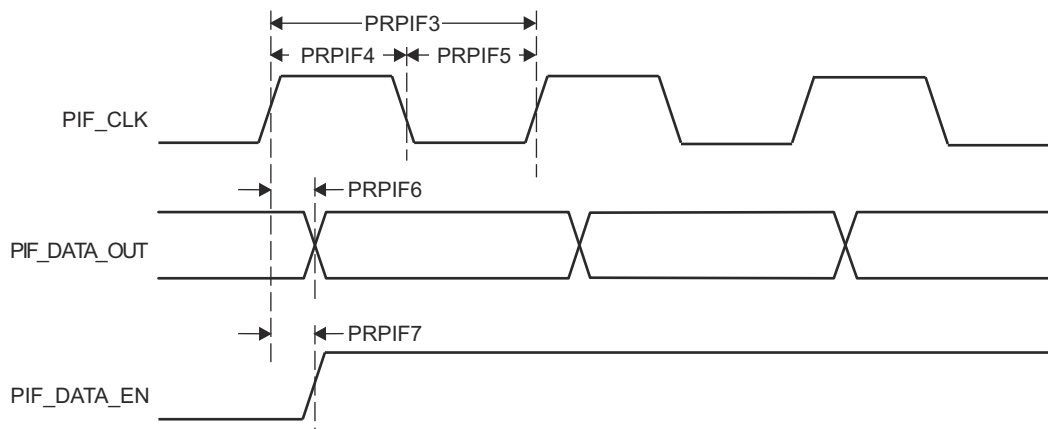 PRPIF3
PRPIF4
PRPIF5
PIF_CLK
PRPIF6
PIF_DATA_OUT
PRPIF7
PIF_DATA_EN